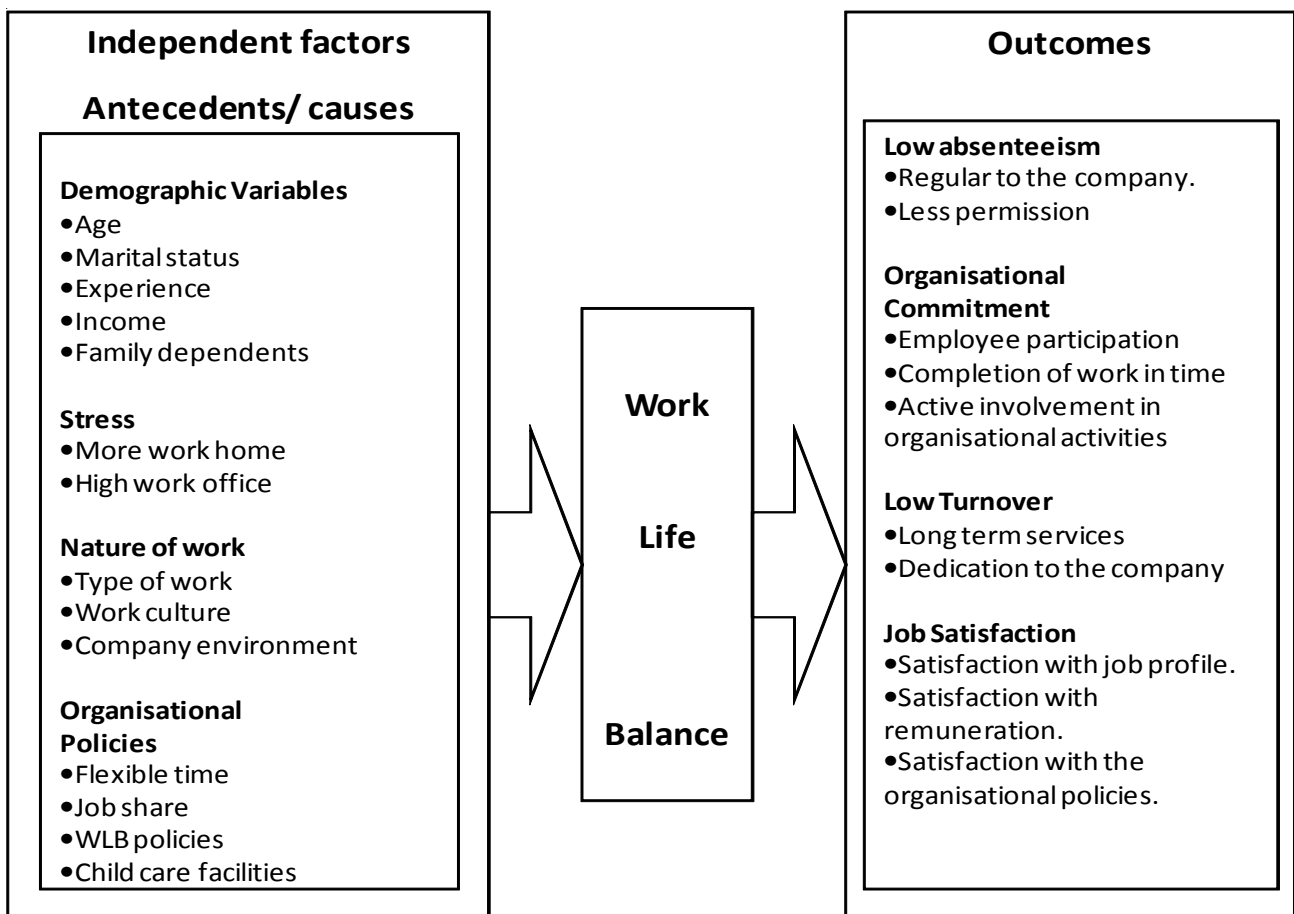 Independent factors
Antecedents/ causes
Demographic Variables
•Age
•Marital status
•Experience
•Income
•Family dependents
Stress
•More work home
•High work office
Nature of work
•Type of work
•Work culture
•Company environment
Organisational
Policies
•Flexible time
•Job share
•WLB policies
•Child care facilities
Work
Life
Balance
Outcomes
Low absenteeism
•Regular to the company.
•Less permission
Organisational
Commitment
•Employee participation
•Completion of work in time
•Active involvement in
organisational activities
Low Turnover
•Long term services
•Dedication to the company
Job Satisfaction
•Satisfaction with job profile.
•Satisfaction with
remuneration.
•Satisfaction with the
organisational policies.